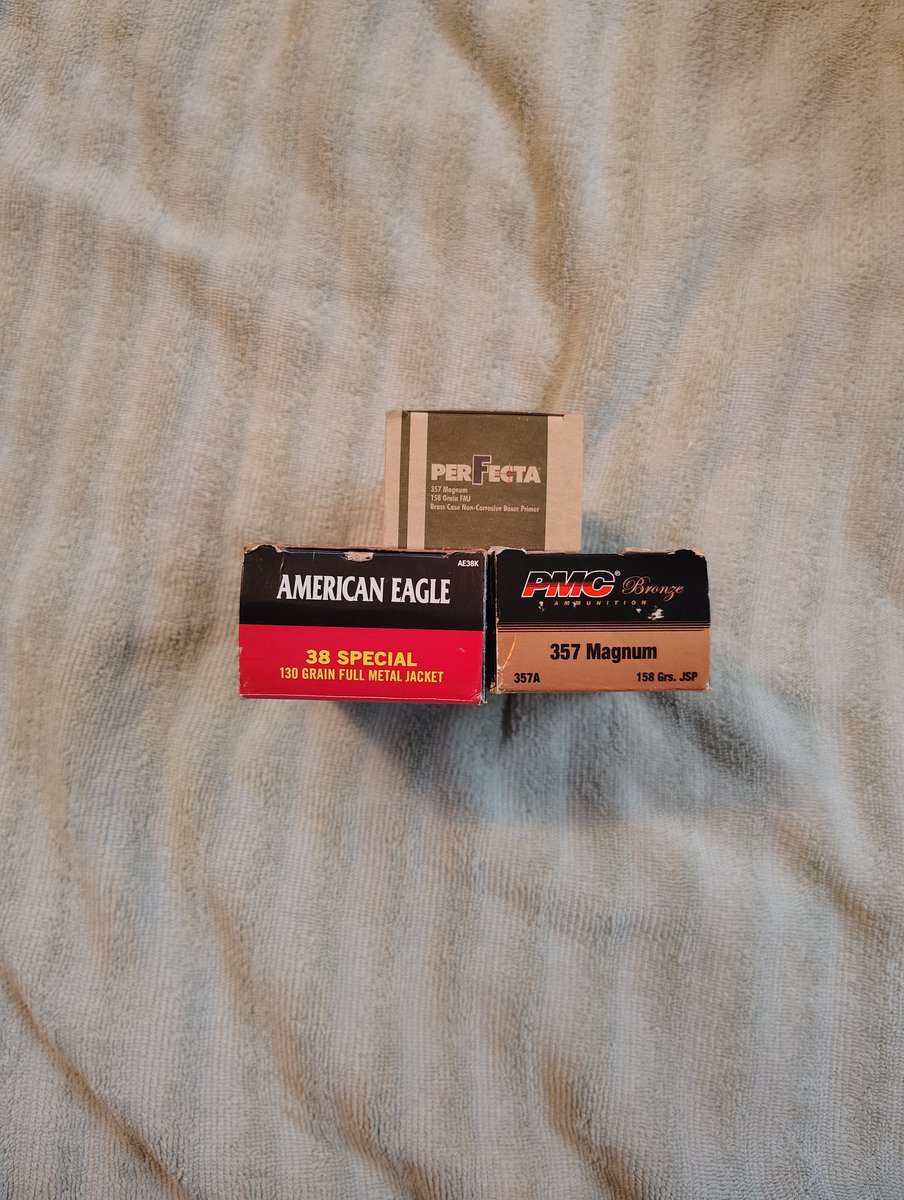 PERFECTA
357 Magnum
158 Grain FMJ
Brass Case Non-Corrosive Boxer Primer
AE38K
AMERICAN EAGLE
38 SPECIAL
130 GRAIN FULL METAL JACKET
PMC® Bronze
AMMUNITION
357 Magnum
357A 158 Grs. JSP